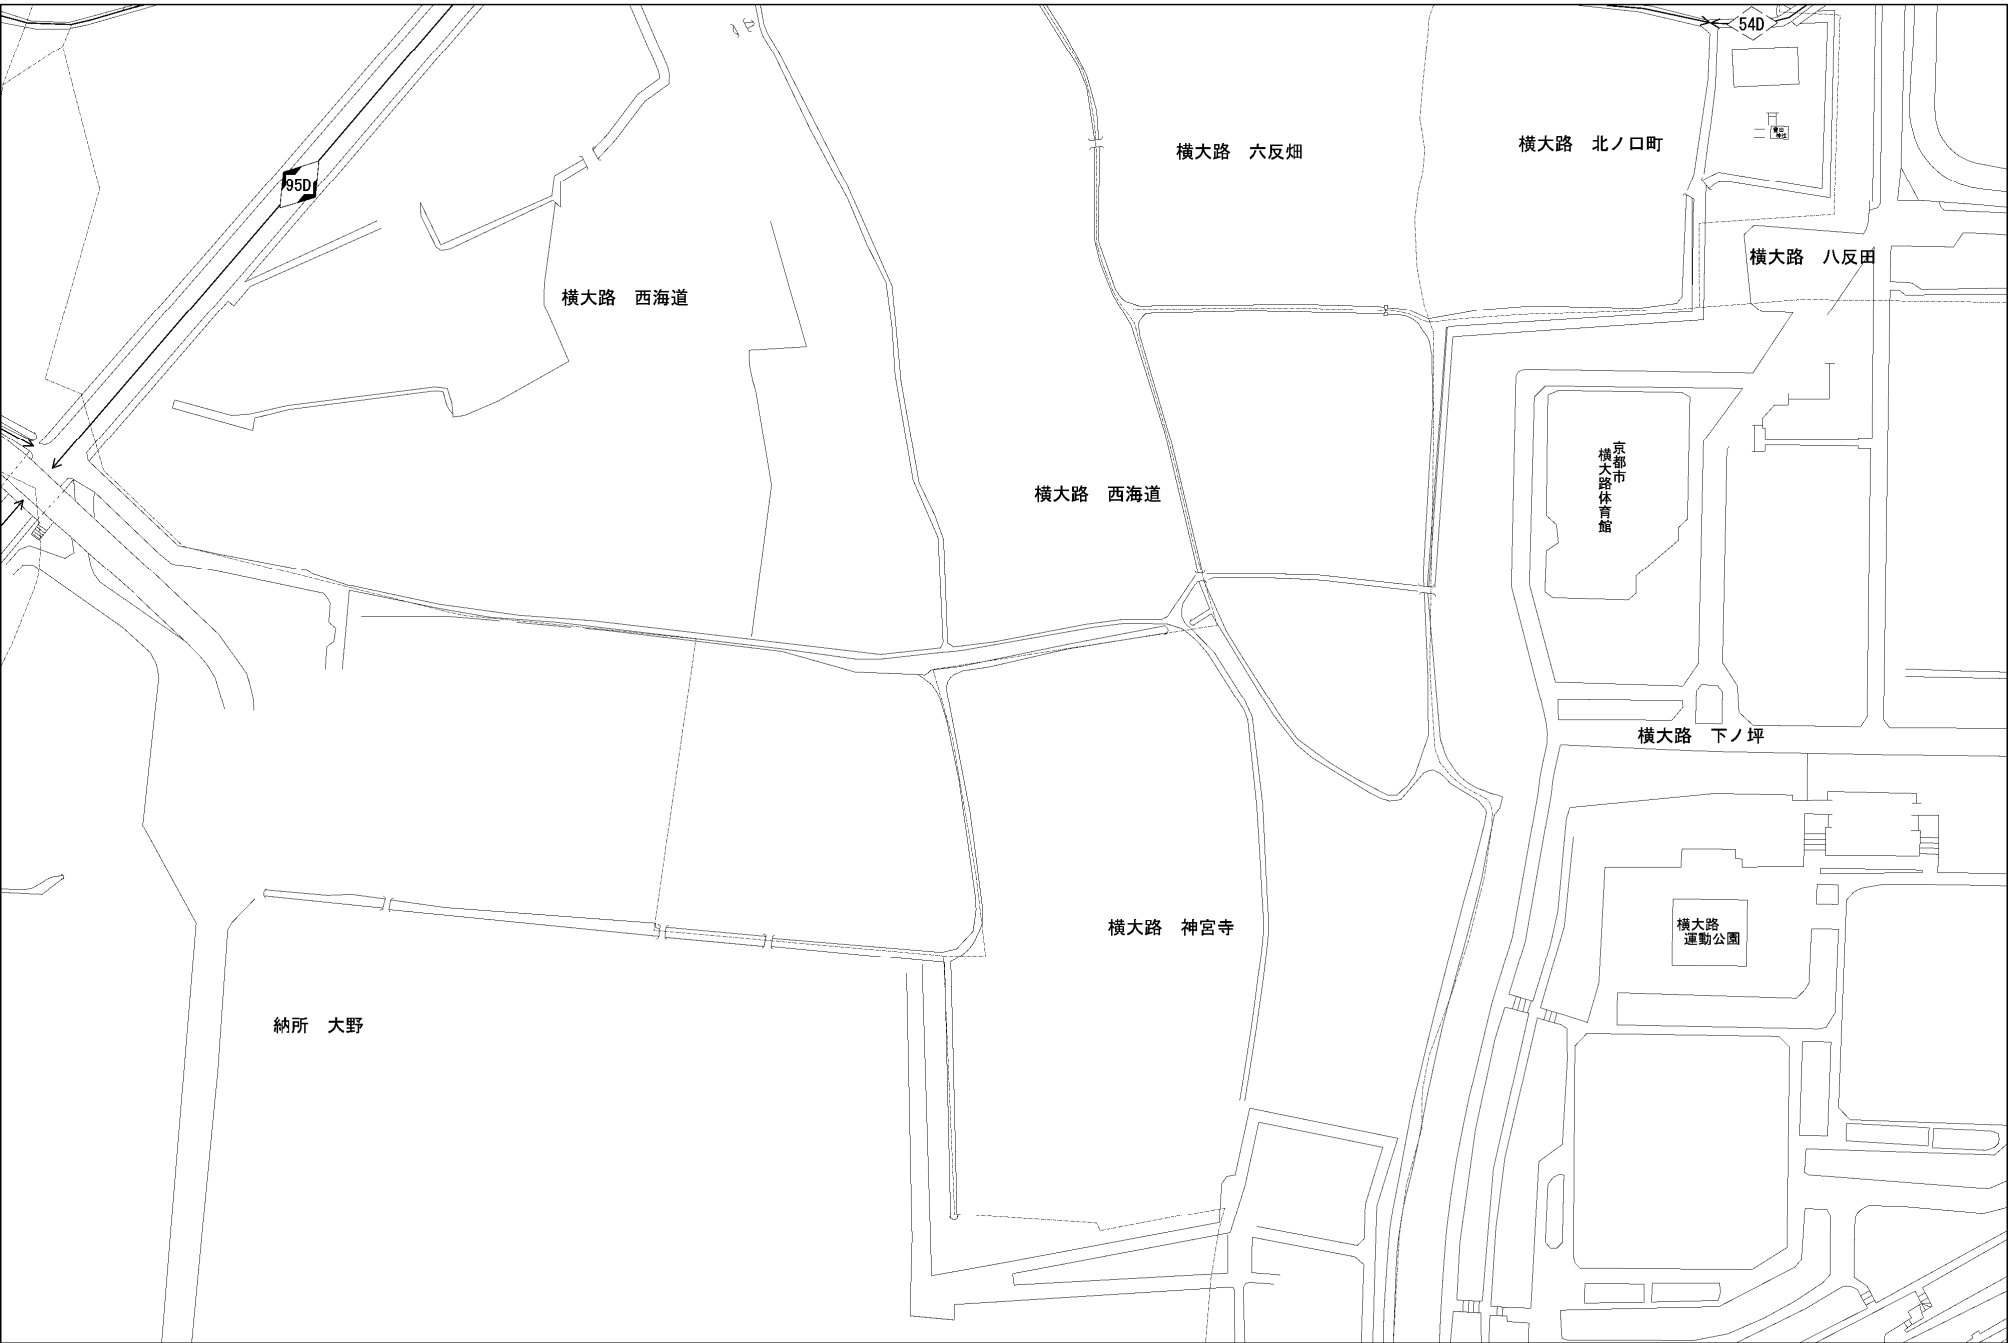 54D
横大路 六反畑
横大路 北ノ口町
95D
横大路 八反田
横大路 西海道
京都市
横大路体育館
横大路 西海道
横大路 下ノ坪
横大路 神宮寺
横大路
運動公園
納所 大野